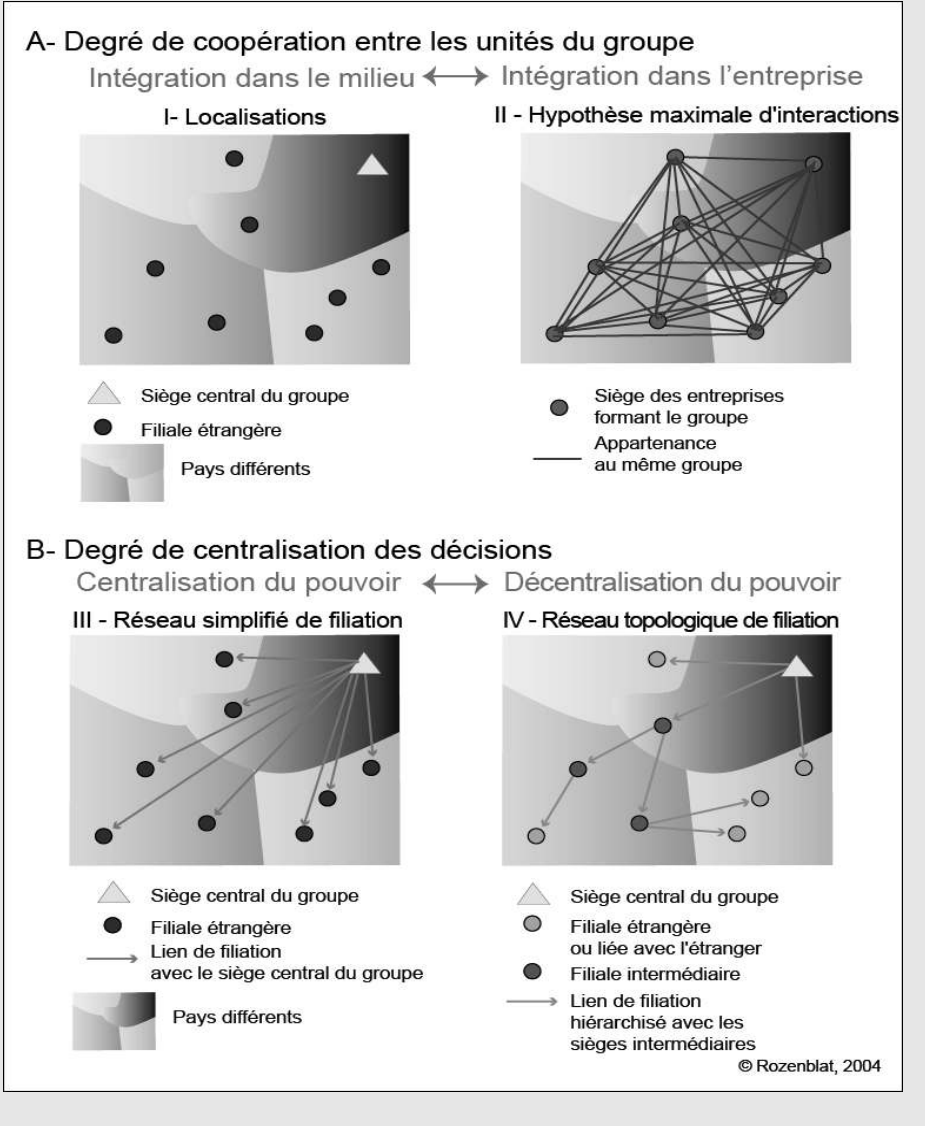 A- Degré de coopération entre les unités du groupe
Intégration dans le milieu ⟷ Intégration dans l'entreprise
I- Localisations
II - Hypothèse maximale d'interactions
Siège central du groupe
Filiale étrangère
Pays différents
Siège des entreprises
formant le groupe
Appartenance
au même groupe
B- Degré de centralisation des décisions
Centralisation du pouvoir ⟷ Décentralisation du pouvoir
III - Réseau simplifié de filiation
IV - Réseau topologique de filiation
Siège central du groupe
Filiale étrangère
Lien de filiation
avec le siège central du groupe
Pays différents
Siège central du groupe
Filiale étrangère
ou liée avec l'étranger
Filiale intermédiaire
Lien de filiation
hiérarchisé avec les
sièges intermédiaires
© Rozenblat, 2004